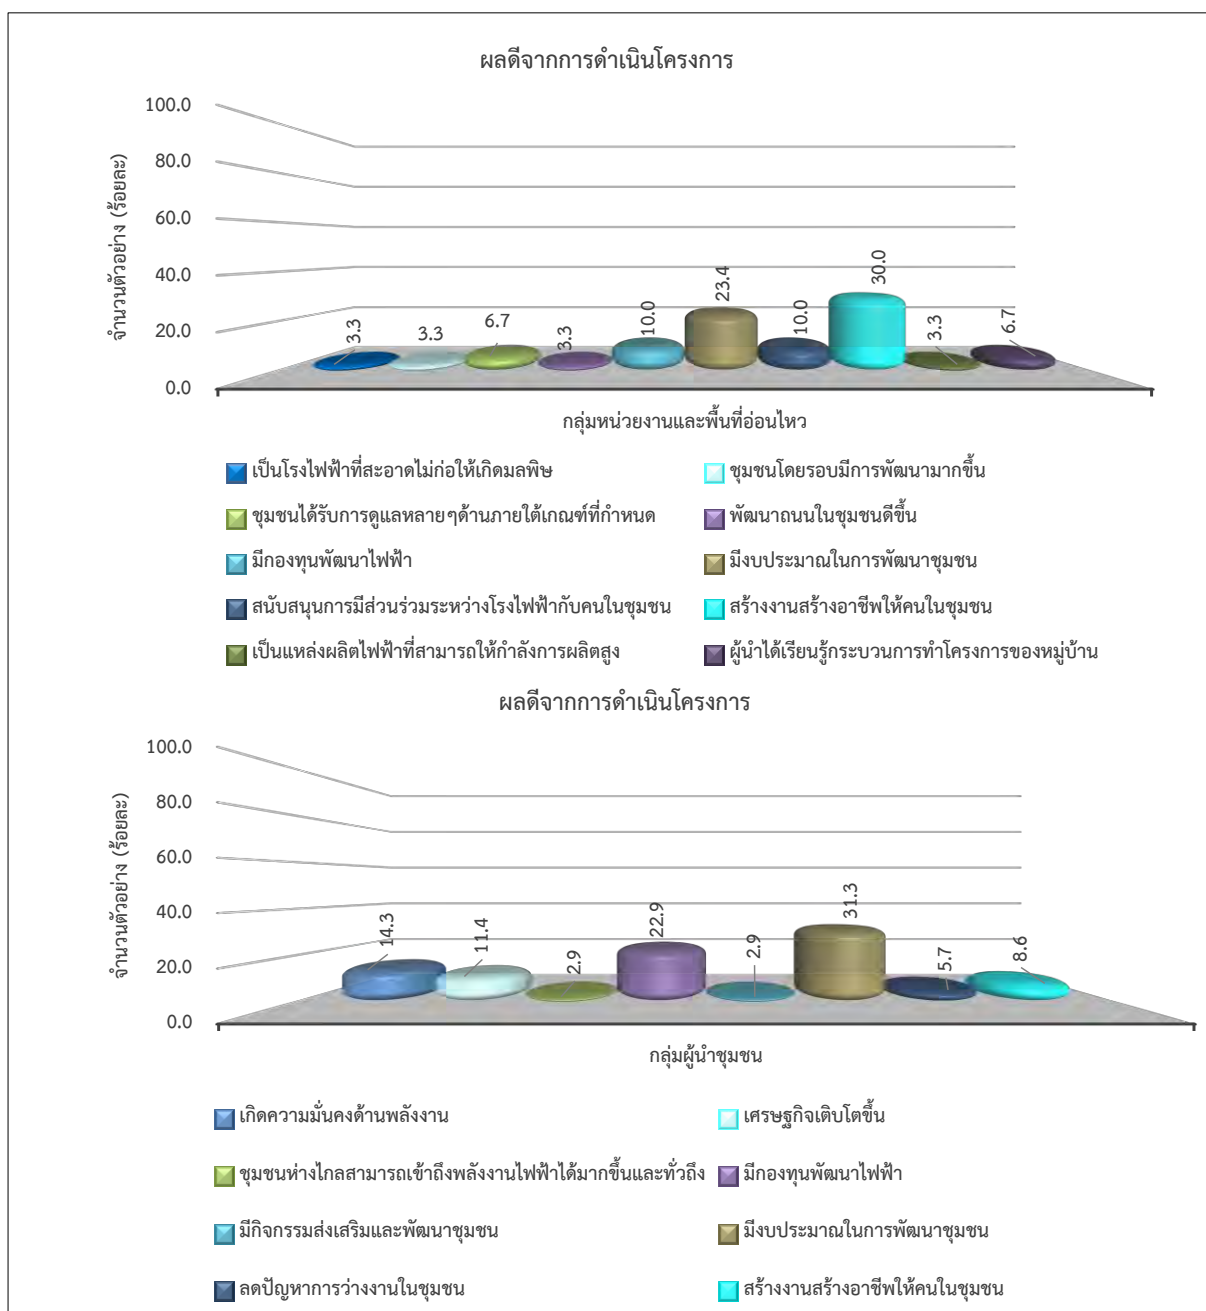 ผลดีจากการดำเนินโครงการ
จำนวนตัวอย่าง (ร้อยละ)
100.0
80.0
60.0
40.0
20.0
0.0
3.3
3.3
6.7
3.3
10.0
23.4
10.0
30.0
3.3
6.7
กลุ่มหน่วยงานและพื้นที่อ่อนไหว
เป็นโรงไฟฟ้าที่สะอาดไม่ก่อให้เกิดมลพิษ
ชุมชนโดยรอบมีการพัฒนามากขึ้น
ชุมชนได้รับการดูแลหลายๆด้านภายใต้เกณฑ์ที่กำหนด
พัฒนาถนนในชุมชนดีขึ้น
มีกองทุนพัฒนาไฟฟ้า
มีงบประมาณในการพัฒนาชุมชน
สนับสนุนการมีส่วนร่วมระหว่างโรงไฟฟ้ากับคนในชุมชน
สร้างงานสร้างอาชีพให้คนในชุมชน
เป็นแหล่งผลิตไฟฟ้าที่สามารถให้กำลังการผลิตสูง
ผู้นำได้เรียนรู้กระบวนการทำโครงการของหมู่บ้าน
ผลดีจากการดำเนินโครงการ
จำนวนตัวอย่าง (ร้อยละ)
100.0
80.0
60.0
40.0
20.0
0.0
14.3
11.4
2.9
22.9
2.9
31.3
5.7
8.6
กลุ่มผู้นำชุมชน
เกิดความมั่นคงด้านพลังงาน
เศรษฐกิจเติบโตขึ้น
ชุมชนห่างไกลสามารถเข้าถึงพลังงานไฟฟ้าได้มากขึ้นและทั่วถึง
มีกองทุนพัฒนาไฟฟ้า
มีกิจกรรมส่งเสริมและพัฒนาชุมชน
มีงบประมาณในการพัฒนาชุมชน
ลดปัญหาการว่างงานในชุมชน
สร้างงานสร้างอาชีพให้คนในชุมชน